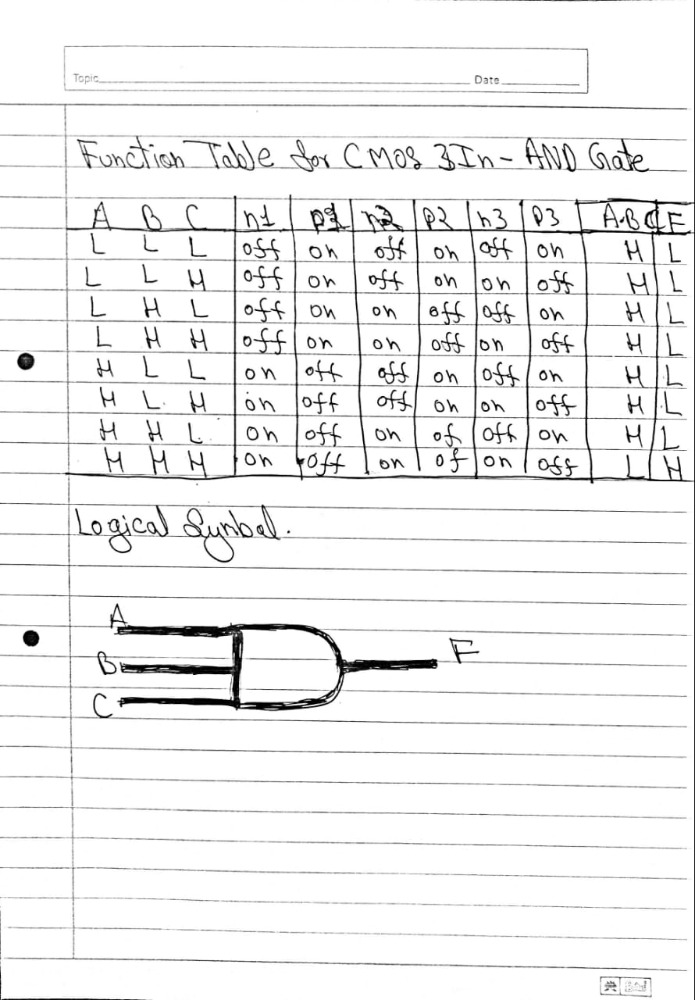 Topic Date
Function Table for CMOS 3In-AND Gate
A B C n1 p1 n2 p2 n3 p3 A.BC F
L L L off on off on off on H L
L L H off on off on on off H L
L H L off on on off off on H L
L H H off on on off on off H L
H L L on off off on off on H L
H L. H on off off on on off H L
H H L. on off on of off on H L
H H H on off on of on off L H
Logical Synbal.
A
F
B
C